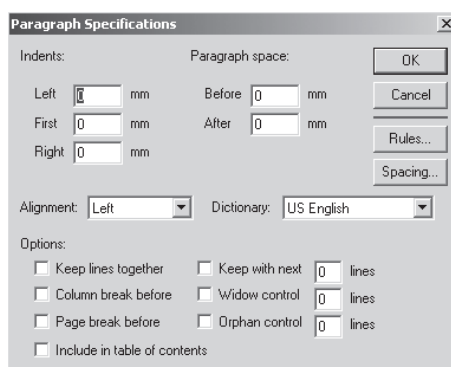 Paragraph Specifications
Indents: Paragraph space:
Left 0 mm Before 0 mm
First 0 mm After 0 mm
Right 0 mm
OK
Cancel
Rules...
Spacing...
Alignment: Left Dictionary: US English
Options:
Keep lines together Keep with next 0 lines
Column break before Widow control 0 lines
Page break before Orphan control 0 lines
Include in table of contents